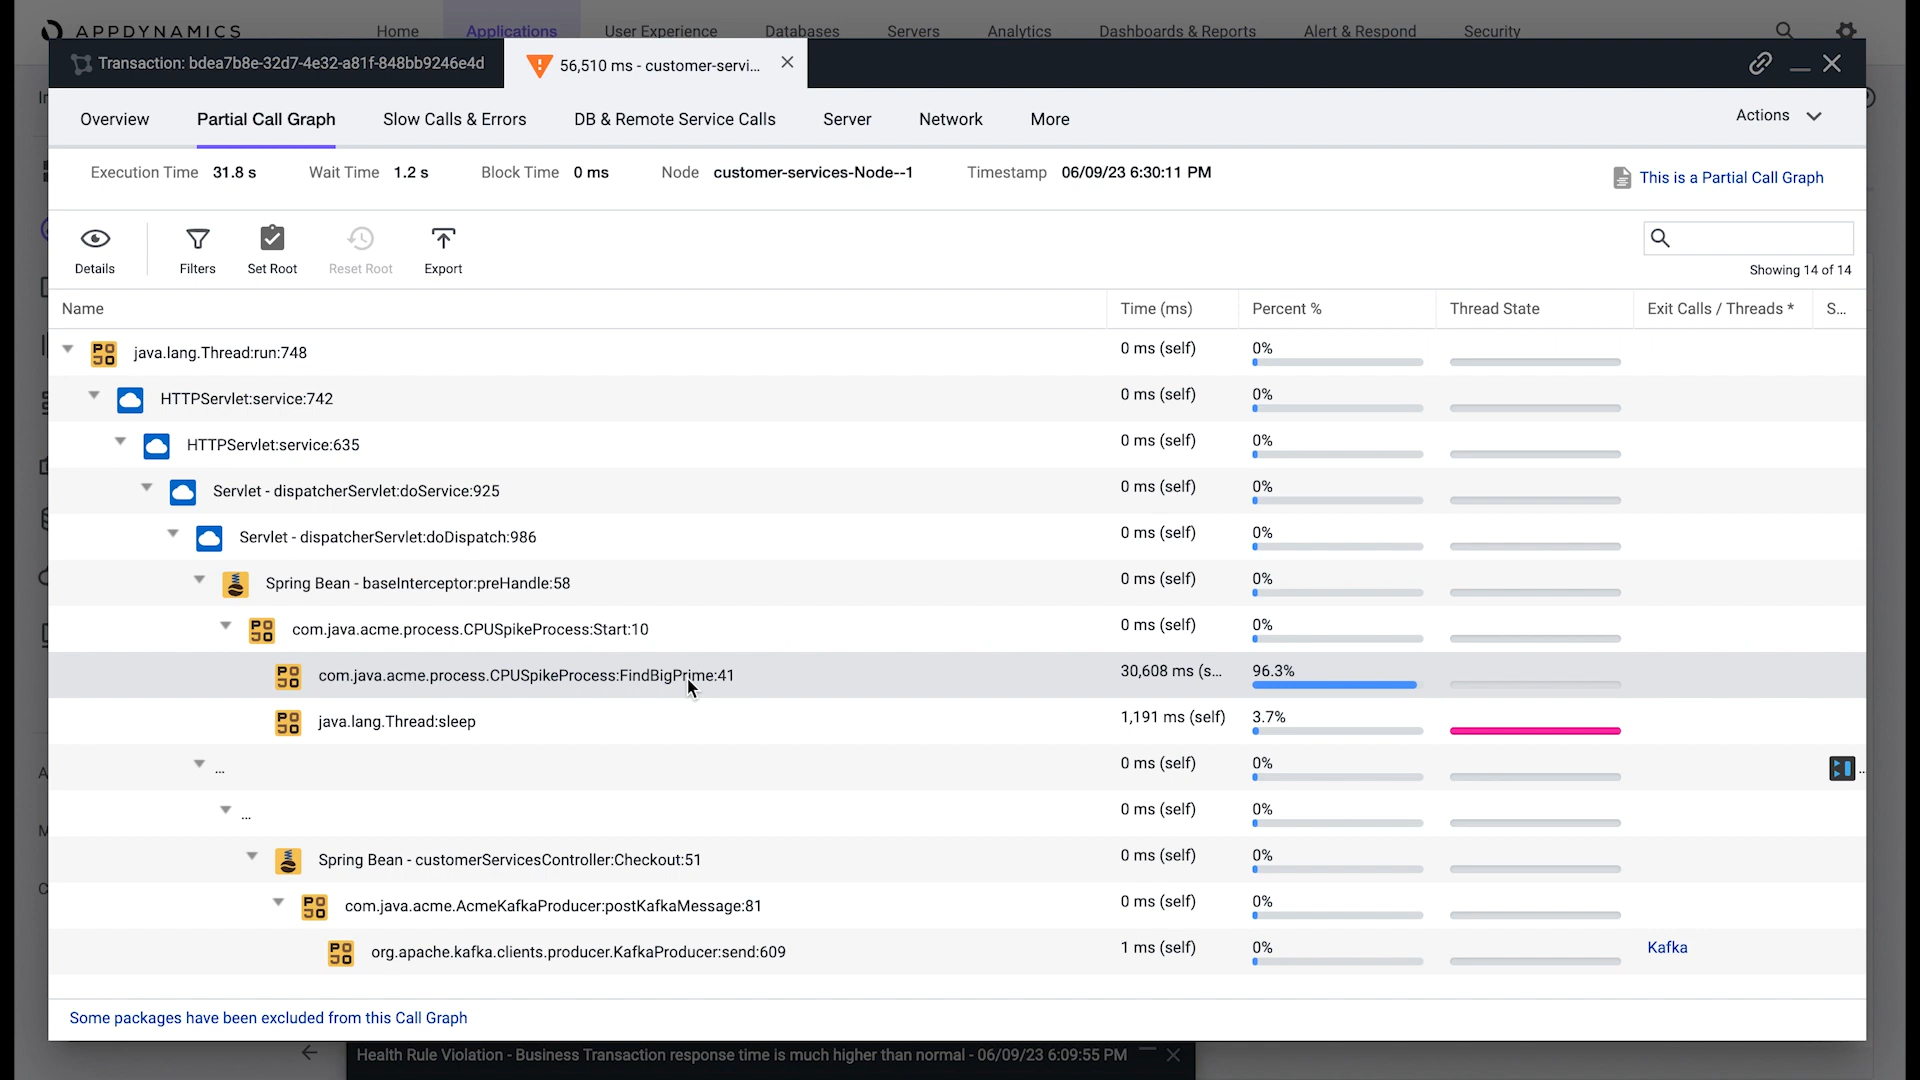 APPDYNAMICS Home Applications User Experience Databases Servers Analytics Dashboards & Reports Alert & Respond Security
Transaction: bdea7b8e-32d7-4e32-a81f-848bb9246e4d 56,510 ms - customer-servi...
Overview Partial Call Graph Slow Calls & Errors DB & Remote Service Calls Server Network More Actions
Execution Time 31.8 s Wait Time 1.2 s Block Time 0 ms Node customer-services-Node--1 Timestamp 06/09/23 6:30:11 PM This is a Partial Call Graph
Details Filters Set Root Reset Root Export
Showing 14 of 14
Name Time (ms) Percent % Thread State Exit Calls / Threads * S...
java.lang.Thread:run:748 0 ms (self) 0%
HTTPServlet:service:742 0 ms (self) 0%
HTTPServlet:service:635 0 ms (self) 0%
Servlet - dispatcherServlet:doService:925 0 ms (self) 0%
Servlet - dispatcherServlet:doDispatch:986 0 ms (self) 0%
Spring Bean - baseInterceptor:preHandle:58 0 ms (self) 0%
com.java.acme.process.CPUSpikeProcess:Start:10 0 ms (self) 0%
com.java.acme.process.CPUSpikeProcess:FindBigPrime:41 30,608 ms (s... 96.3%
java.lang.Thread:sleep 1,191 ms (self) 3.7%
... 0 ms (self) 0% ...
... 0 ms (self) 0%
Spring Bean - customerServicesController:Checkout:51 0 ms (self) 0%
com.java.acme.AcmeKafkaProducer:postKafkaMessage:81 0 ms (self) 0%
org.apache.kafka.clients.producer.KafkaProducer:send:609 1 ms (self) 0% Kafka
Some packages have been excluded from this Call Graph
Health Rule Violation - Business Transaction response time is much higher than normal - 06/09/23 6:09:55 PM